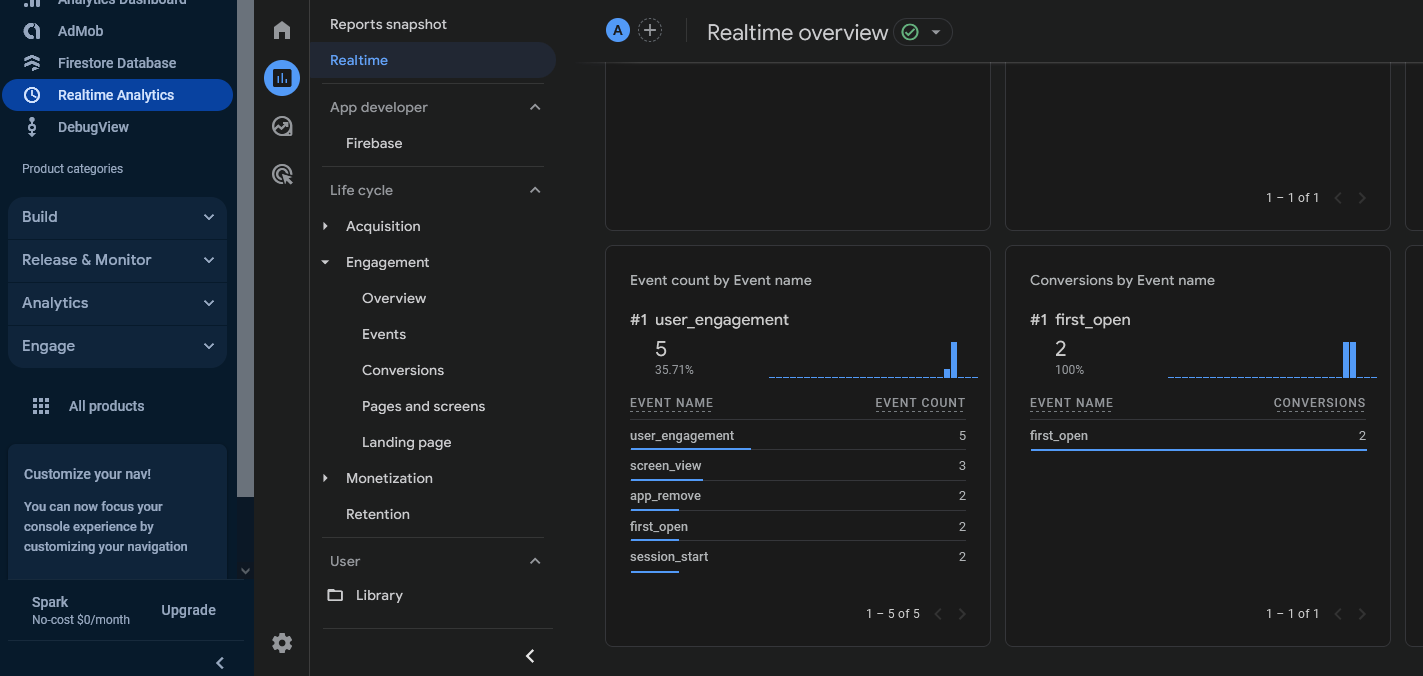 Analytics Dashboard
AdMob
Firestore Database
Realtime Analytics
DebugView
Product categories
Build
Release & Monitor
Analytics
Engage
All products
Customize your nav!
You can now focus your
console experience by
customizing your navigation
Spark
No-cost $0/month
Upgrade
Reports snapshot
Realtime
App developer
Firebase
Life cycle
Acquisition
Engagement
Overview
Events
Conversions
Pages and screens
Landing page
Monetization
Retention
User
Library
A
Realtime overview
1 – 1 of 1
Event count by Event name
#1 user_engagement
5
35.71%
EVENT NAME EVENT COUNT
user_engagement 5
screen_view 3
app_remove 2
first_open 2
session_start 2
1 – 5 of 5
Conversions by Event name
#1 first_open
2
100%
EVENT NAME CONVERSIONS
first_open 2
1 – 1 of 1